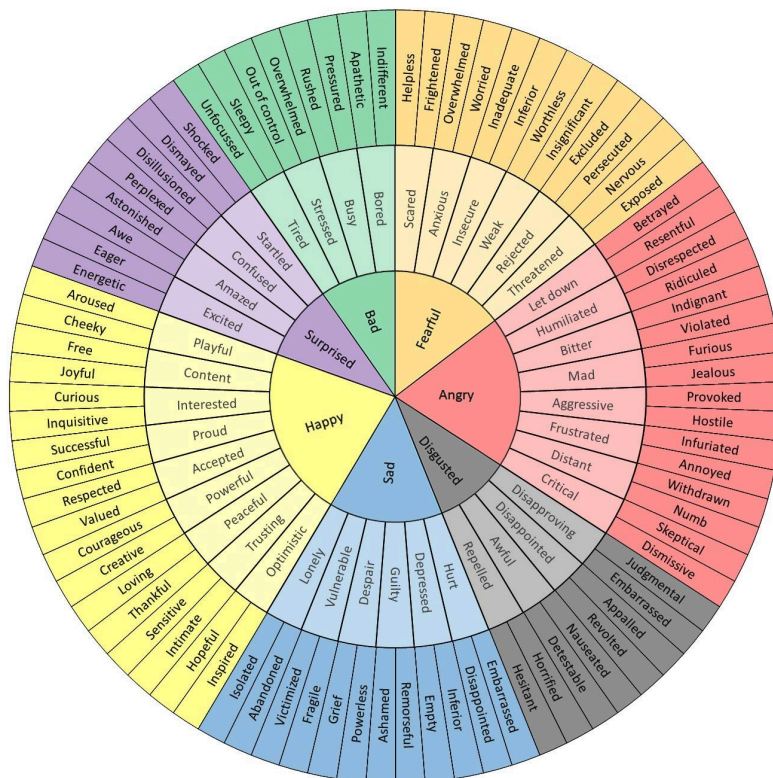 Fearful
Angry
Disgusted
Sad
Happy
Surprised
Bad
Scared
Anxious
Insecure
Weak
Rejected
Threatened
Let down
Humiliated
Bitter
Mad
Aggressive
Frustrated
Distant
Critical
Disapproving
Disappointed
Awful
Repelled
Hurt
Depressed
Guilty
Despair
Vulnerable
Lonely
Optimistic
Trusting
Peaceful
Powerful
Accepted
Proud
Interested
Content
Playful
Excited
Amazed
Confused
Startled
Tired
Stressed
Busy
Bored
Helpless
Frightened
Overwhelmed
Worried
Inadequate
Inferior
Worthless
Insignificant
Excluded
Persecuted
Nervous
Exposed
Betrayed
Resentful
Disrespected
Ridiculed
Indignant
Violated
Furious
Jealous
Provoked
Hostile
Infuriated
Annoyed
Withdrawn
Numb
Skeptical
Dismissive
Judgmental
Embarrassed
Appalled
Revolted
Nauseated
Detestable
Horrified
Hesitant
Embarrassed
Disappointed
Inferior
Empty
Remorseful
Ashamed
Powerless
Grief
Fragile
Victimized
Abandoned
Isolated
Inspired
Hopeful
Intimate
Sensitive
Thankful
Loving
Creative
Courageous
Valued
Respected
Confident
Successful
Inquisitive
Curious
Joyful
Free
Cheeky
Aroused
Energetic
Eager
Awe
Astonished
Perplexed
Disillusioned
Dismayed
Shocked
Unfocussed
Sleepy
Out of control
Overwhelmed
Rushed
Pressured
Apathetic
Indifferent